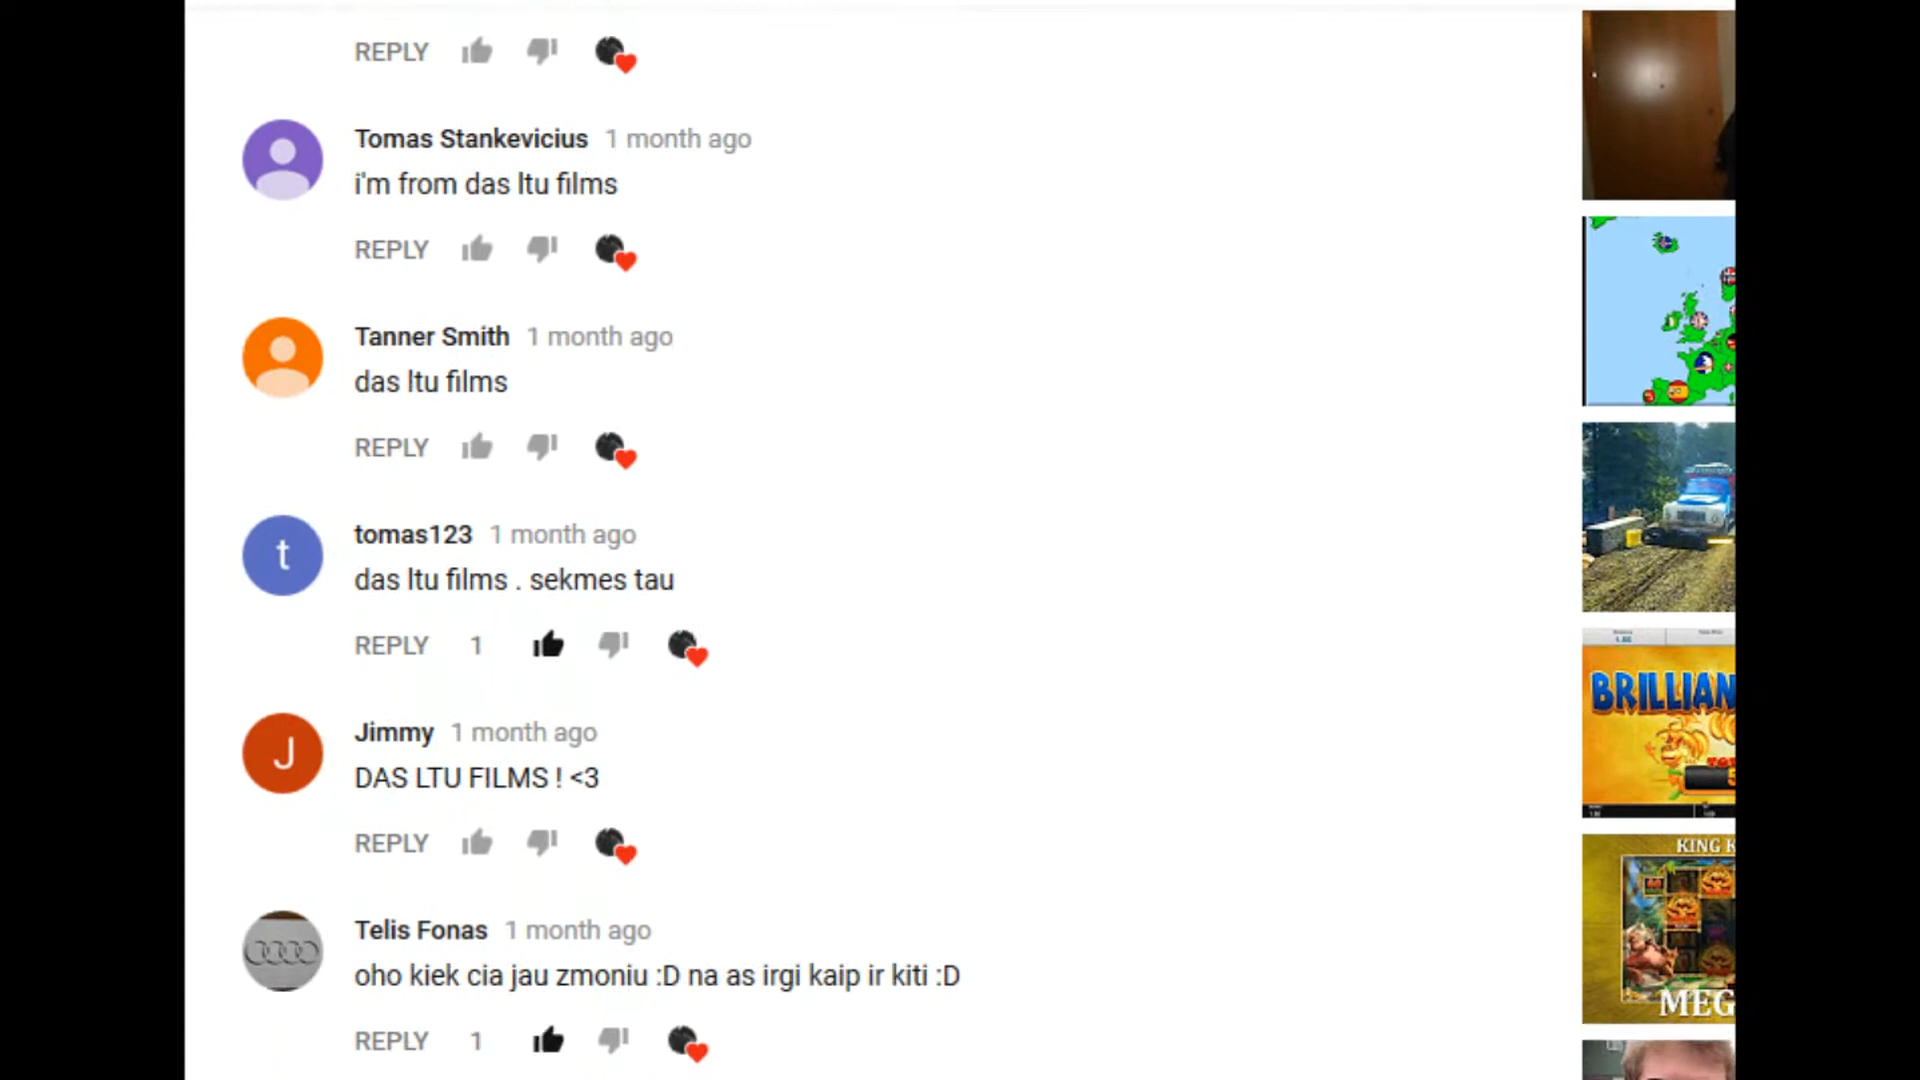 REPLY
Tomas Stankevicius 1 month ago
i'm from das ltu films
REPLY
Tanner Smith 1 month ago
das ltu films
REPLY
tomas123 1 month ago
das ltu films . sekmes tau
REPLY 1
Jimmy 1 month ago
DAS LTU FILMS ! <3
REPLY
Telis Fonas 1 month ago
oho kiek cia jau zmoniu :D na as irgi kaip ir kiti :D
REPLY 1
t
J
BRILLIAN
KING K
MEG